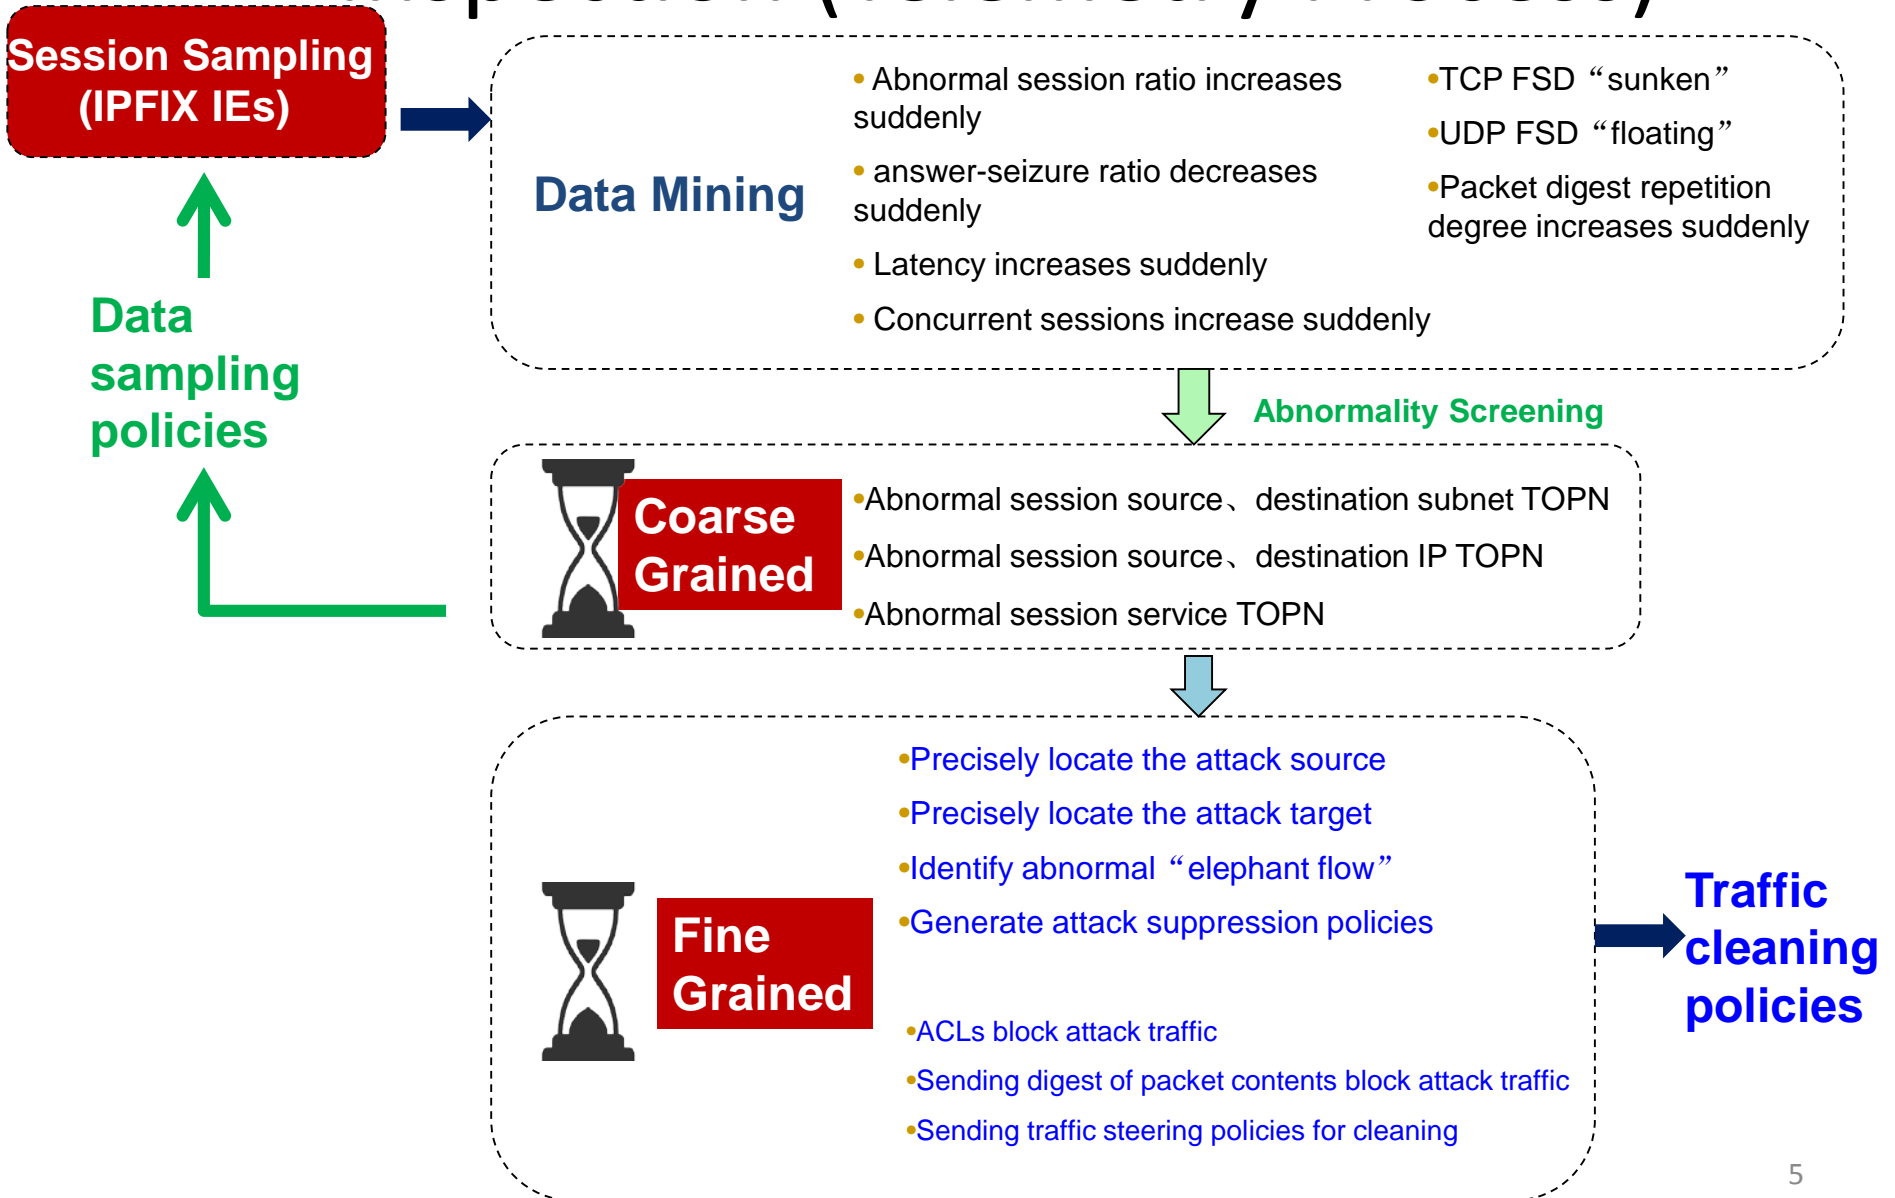 Session Sampling
(IPFIX IEs)
Data Mining
• Abnormal session ratio increases
suddenly
• answer-seizure ratio decreases
suddenly
• Latency increases suddenly
• Concurrent sessions increase suddenly
•TCP FSD “sunken”
•UDP FSD “floating”
•Packet digest repetition
degree increases suddenly
Data
sampling
policies
Abnormality Screening
Coarse
Grained
•Abnormal session source、destination subnet TOPN
•Abnormal session source、destination IP TOPN
•Abnormal session service TOPN
Fine
Grained
•Precisely locate the attack source
•Precisely locate the attack target
•Identify abnormal “elephant flow”
•Generate attack suppression policies
•ACLs block attack traffic
•Sending digest of packet contents block attack traffic
•Sending traffic steering policies for cleaning
Traffic
cleaning
policies
5